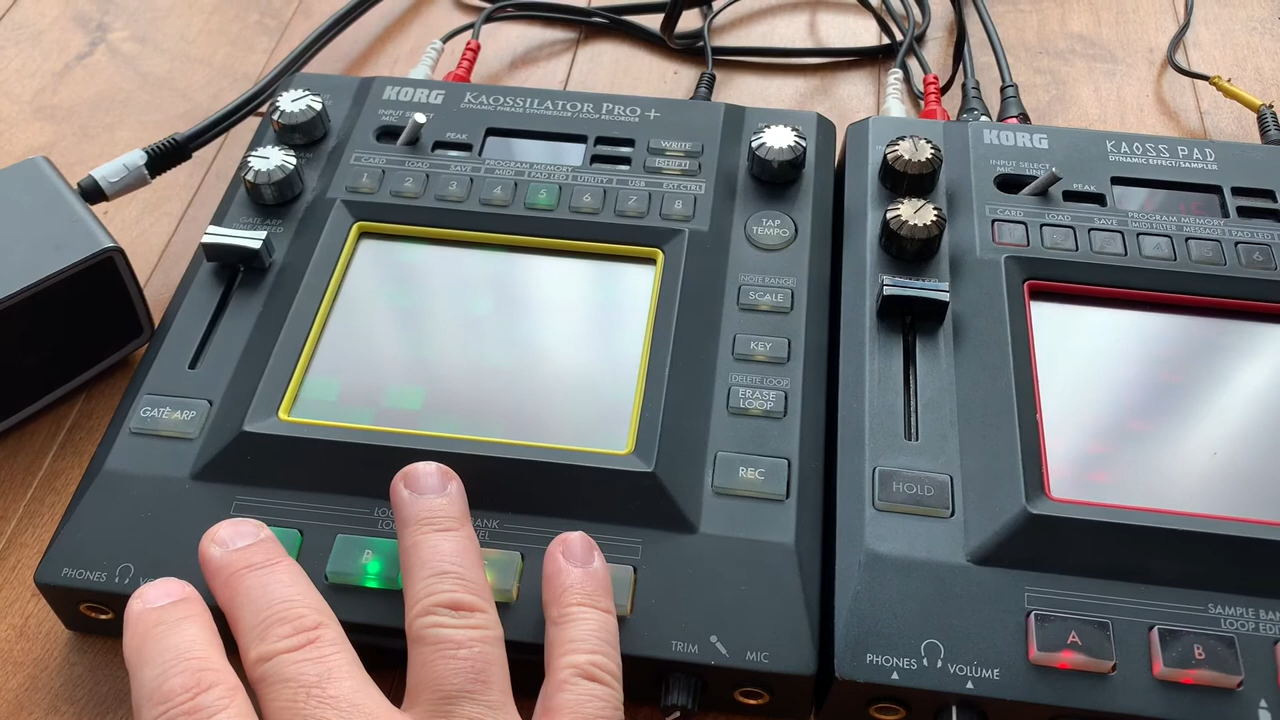 KORG
KAOSSILATOR PRO+
DYNAMIC PHRASE SYNTHESIZER / LOOP RECORDER
MIC
PEAK
WRITE
SHIFT
CARD LOAD SAVE PROGRAM MEMORY
MIDI PAD LED UTILITY USB EXT CTRL
1 2 3 4 5 6 7 8
GATE ARP
TIME/SPEED
TAP
TEMPO
NOTE RANGE
SCALE
KEY
DELETE LOOP
ERASE
LOOP
REC
GATE ARP
BANK
B
PHONES
TRIM MIC
KORG
KAOSS PAD
DYNAMIC EFFECT/SAMPLER
INPUT SELECT
LINE
PEAK
CARD LOAD SAVE PROGRAM MEMORY
MIDI FILTER MESSAGE PAD LED
1 2 3 4 5 6
HOLD
SAMPLE
A
B
PHONES VOLUME